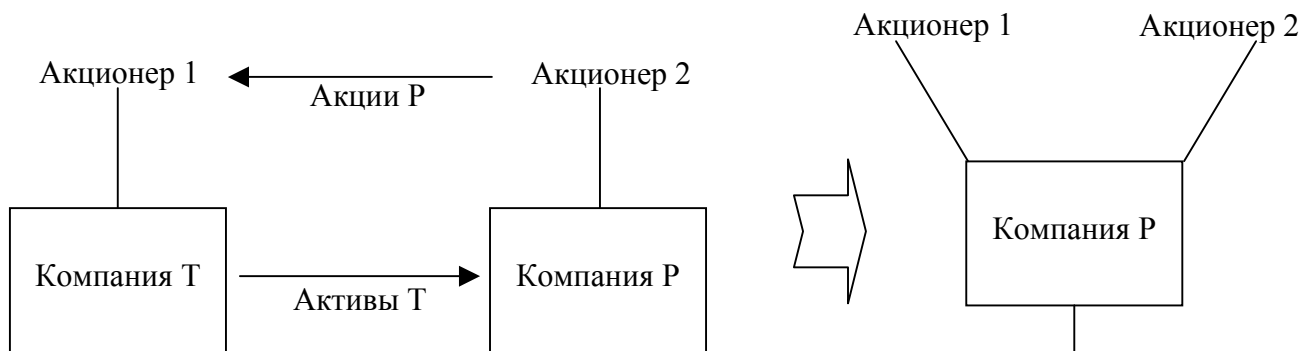 Акционер 1
Акции P
Акционер 2
Компания T
Активы T
Компания P
Акционер 1
Акционер 2
Компания P